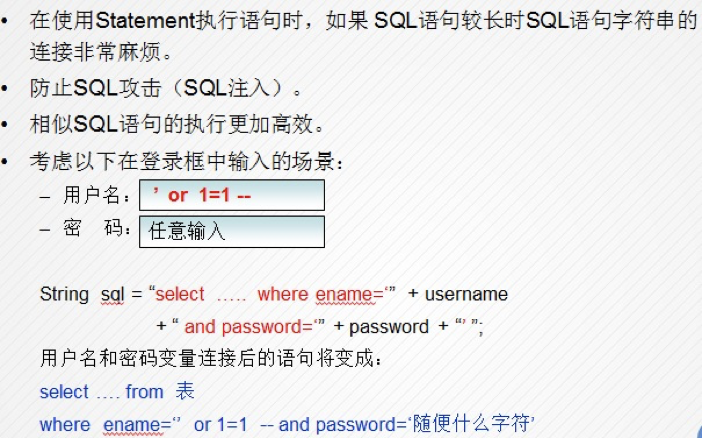 • 在使用Statement执行语句时，如果 SQL语句较长时SQL语句字符串的
连接非常麻烦。
• 防止SQL攻击（SQL注入）。
• 相似SQL语句的执行更加高效。
• 考虑以下在登录框中输入的场景：
– 用户名： ’ or 1=1 --
– 密 码： 任意输入
String sql = “select ….. where ename=‘” + username
+ “ and password=‘” + password + “’ ”;
用户名和密码变量连接后的语句将变成：
select …. from 表
where ename=‘’ or 1=1 -- and password=‘随便什么字符’